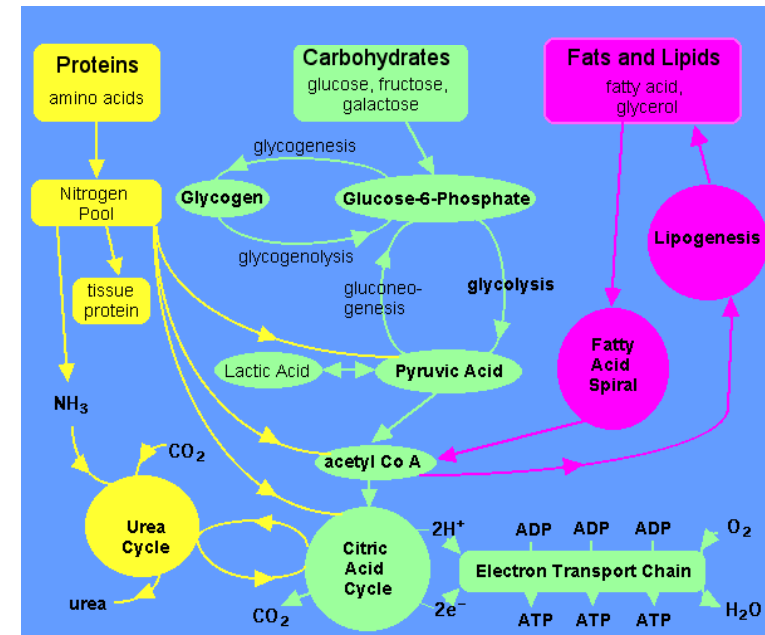 Proteins
amino acids
Carbohydrates
glucose, fructose,
galactose
Fats and Lipids
fatty acid,
glycerol
glycogenesis
Nitrogen
Pool
Glycogen
Glucose-6-Phosphate
Lipogenesis
glycogenolysis
tissue
protein
gluconeo-
genesis
glycolysis
Fatty
Acid
Spiral
Lactic Acid
Pyruvic Acid
NH₃
CO₂
acetyl Co A
Urea
Cycle
Citric
Acid
Cycle
2H⁺
ADP ADP ADP
O₂
Electron Transport Chain
urea
CO₂
2e⁻
ATP ATP ATP
H₂O